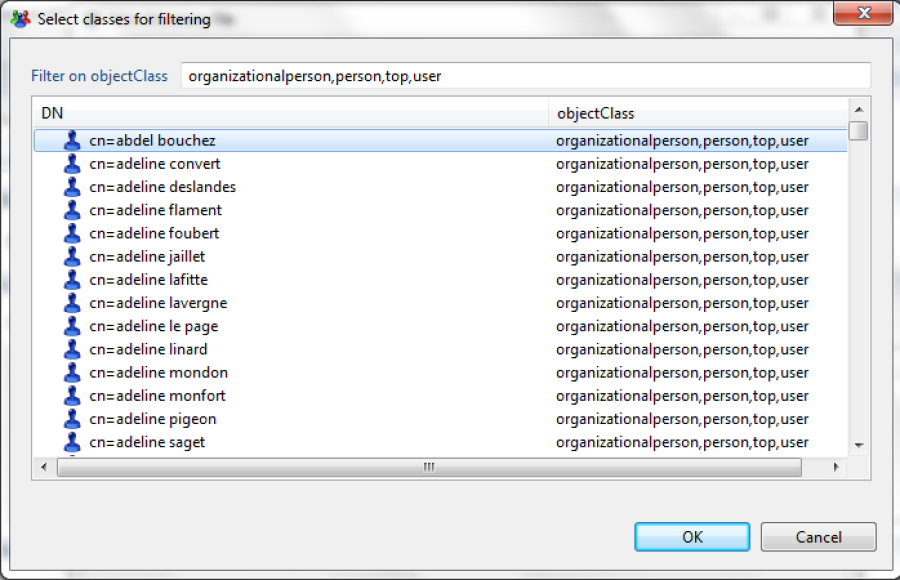 Select classes for filtering
Filter on objectClass organizationalperson,person,top,user
DN objectClass
cn=abdel bouchez organizationalperson,person,top,user
cn=adeline convert organizationalperson,person,top,user
cn=adeline deslandes organizationalperson,person,top,user
cn=adeline flament organizationalperson,person,top,user
cn=adeline foubert organizationalperson,person,top,user
cn=adeline jaillet organizationalperson,person,top,user
cn=adeline lafitte organizationalperson,person,top,user
cn=adeline lavergne organizationalperson,person,top,user
cn=adeline le page organizationalperson,person,top,user
cn=adeline linard organizationalperson,person,top,user
cn=adeline mondon organizationalperson,person,top,user
cn=adeline monfort organizationalperson,person,top,user
cn=adeline pigeon organizationalperson,person,top,user
cn=adeline saget organizationalperson,person,top,user
OK Cancel